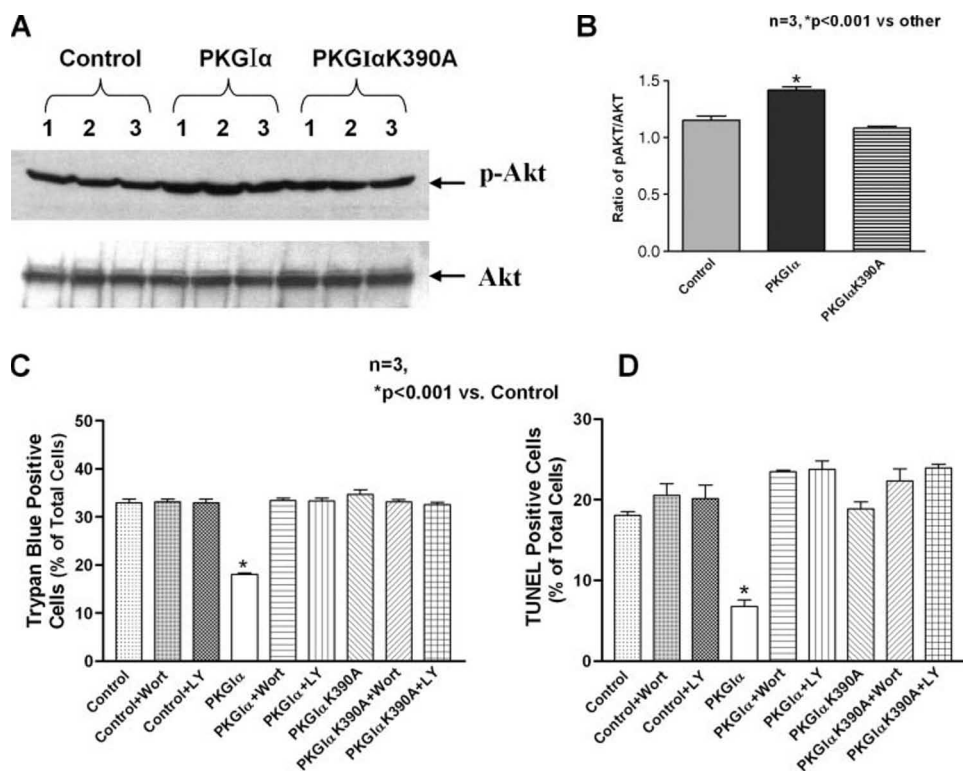 A
Control PKGIα PKGIαK390A
1 2 3 1 2 3 1 2 3
p-Akt
Akt
B
n=3,*p<0.001 vs other
Ratio of pAKT/AKT
1.5
1.0
0.5
0.0
*
Control
PKGIα
PKGIαK390A
C
n=3,
*p<0.001 vs. Control
Trypan Blue Positive
Cells (% of Total Cells)
50
40
30
20
10
0
*
Control
Control+Wort
Control+LY
PKGIα
PKGIα+Wort
PKGIα+LY
PKGIαK390A
PKGIαK390A+Wort
PKGIαK390A+LY
D
TUNEL Positive Cells
(% of Total Cells)
30
20
10
0
*
Control
Control+Wort
Control+LY
PKGIα
PKGIα+Wort
PKGIα+LY
PKGIαK390A
PKGIαK390A+Wort
PKGIαK390A+LY